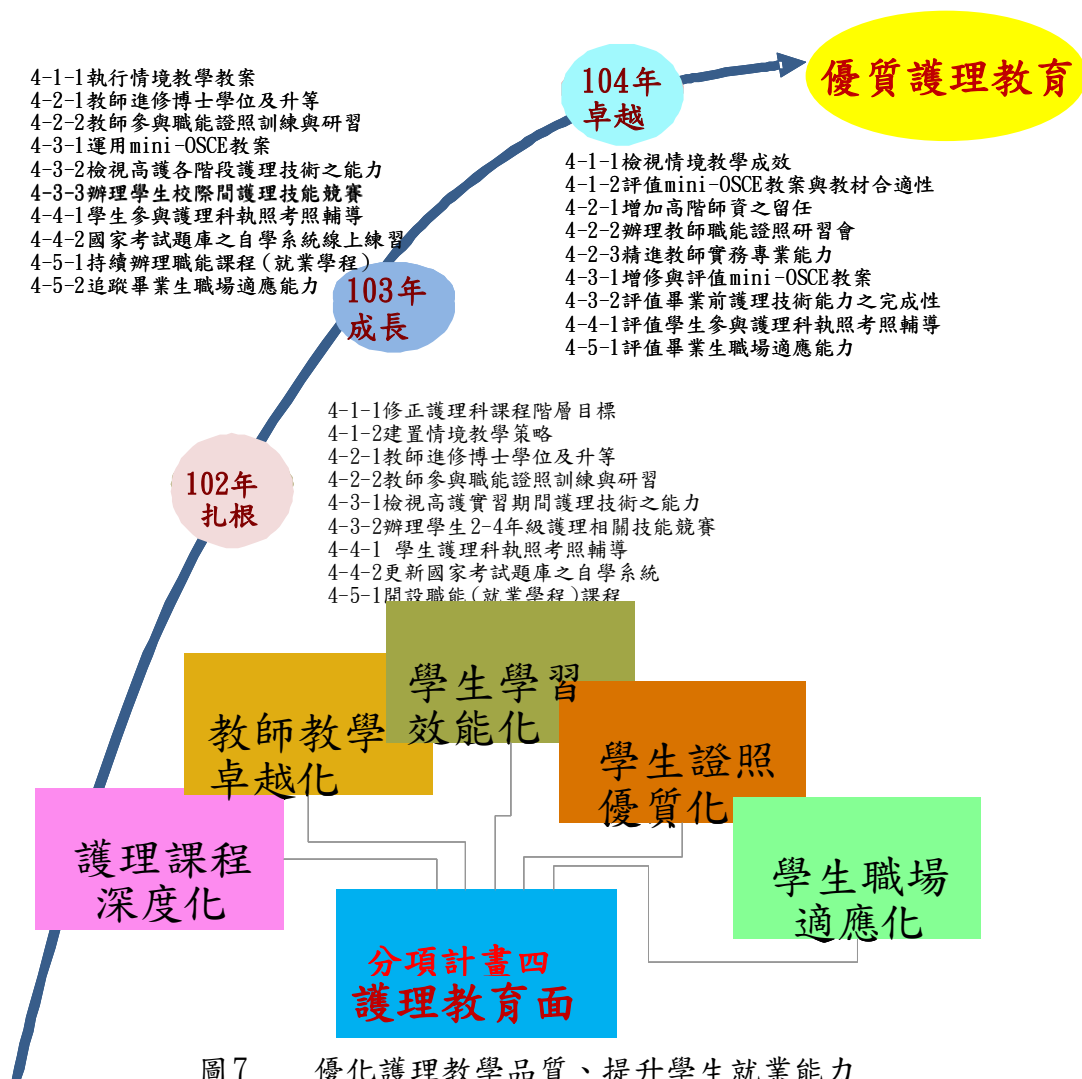 優質護理教育
104年
卓越
4-1-1執行情境教學教案
4-2-1教師進修博士學位及升等
4-2-2教師參與職能證照訓練與研習
4-3-1運用mini-OSCE教案
4-3-2檢視高護各階段護理技術之能力
4-3-3辦理學生校際間護理技能競賽
4-4-1學生參與護理科執照考照輔導
4-4-2國家考試題庫之自學系統線上練習
4-5-1持續辦理職能課程(就業學程)
4-5-2追蹤畢業生職場適應能力
4-1-1檢視情境教學成效
4-1-2評值mini-OSCE教案與教材合適性
4-2-1增加高階師資之留任
4-2-2辦理教師職能證照研習會
4-2-3精進教師實務專業能力
4-3-1增修與評值mini-OSCE教案
4-3-2評值畢業前護理技術能力之完成性
4-4-1評值學生參與護理科執照考照輔導
4-5-1評值畢業生職場適應能力
103年
成長
4-1-1修正護理科課程階層目標
4-1-2建置情境教學策略
4-2-1教師進修博士學位及升等
4-2-2教師參與職能證照訓練與研習
4-3-1檢視高護實習期間護理技術之能力
4-3-2辦理學生2-4年級護理相關技能競賽
4-4-1 學生護理科執照考照輔導
4-4-2更新國家考試題庫之自學系統
4-5-1開設職能(就業學程)課程
102年
扎根
學生學習
效能化
教師教學
卓越化
學生證照
優質化
護理課程
深度化
學生職場
適應化
分項計畫四
護理教育面
圖7 優化護理教學品質、提升學生就業能力